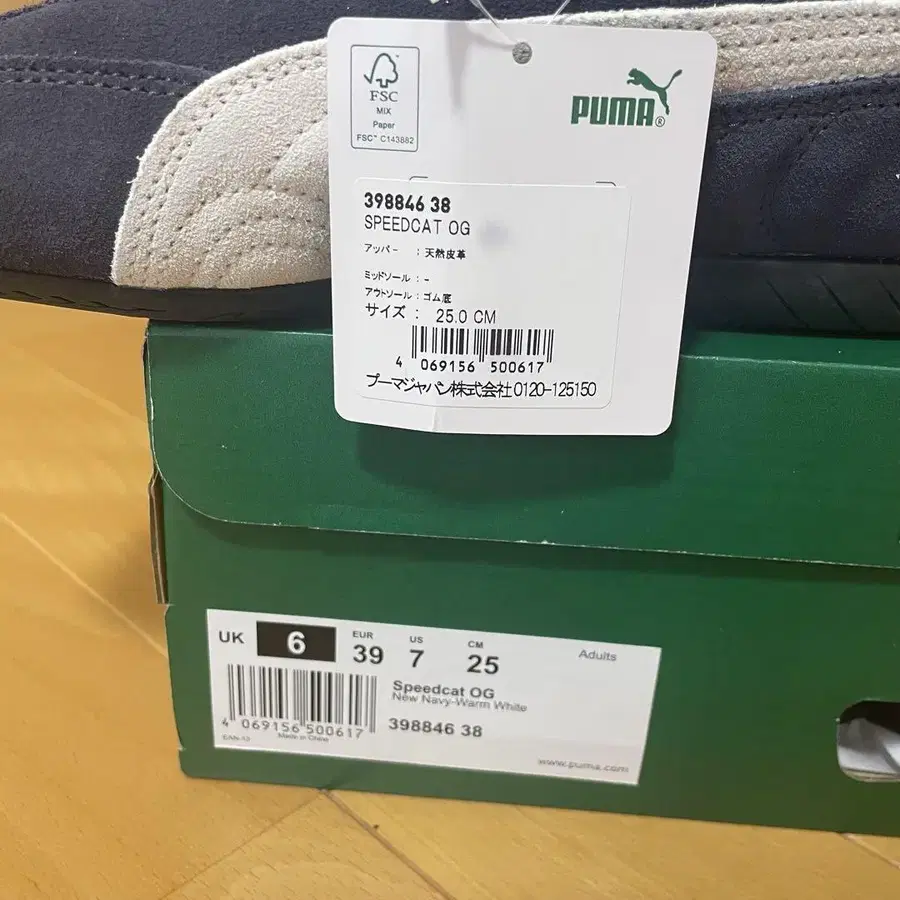 FSC
MIX
Paper
FSC™ C143882
PUMA®
398846 38
SPEEDCAT OG
アッパー : 天然皮革
ミッドソール : -
アウトソール : ゴム底
サイズ : 25.0 CM
4 069156 500617
プーマジャパン株式会社 0120-125150
UK 6 EUR 39 US 7 CM 25
Adults
Speedcat OG
New Navy-Warm White
4 069156 500617
398846 38
EAN-13 Made in China
www.puma.com